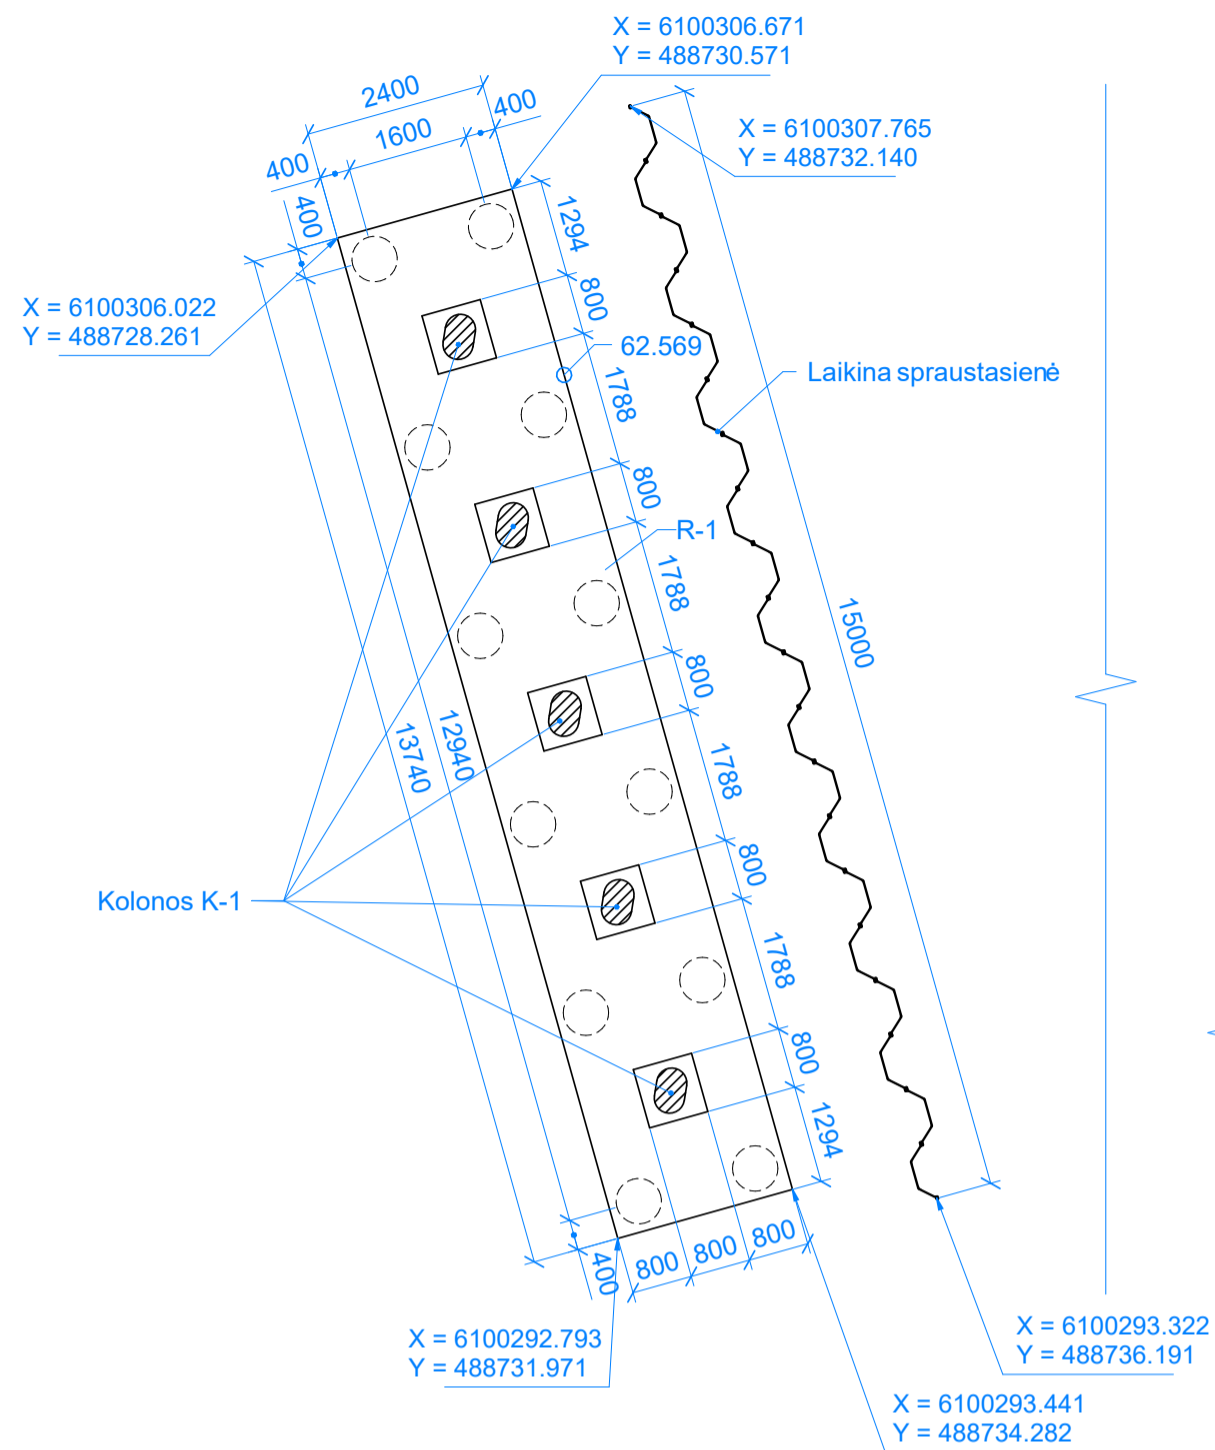 X = 6100306.671
Y = 488730.571
2400
400
1600
400
400
X = 6100307.765
Y = 488732.140
1294
X = 6100306.022
Y = 488728.261
800
62.569
1788
Laikina spraustasienė
800
R-1
1788
15000
800
13740
12940
1788
800
Kolonos K-1
1788
800
1294
400
800
800
800
X = 6100292.793
Y = 488731.971
X = 6100293.322
Y = 488736.191
X = 6100293.441
Y = 488734.282